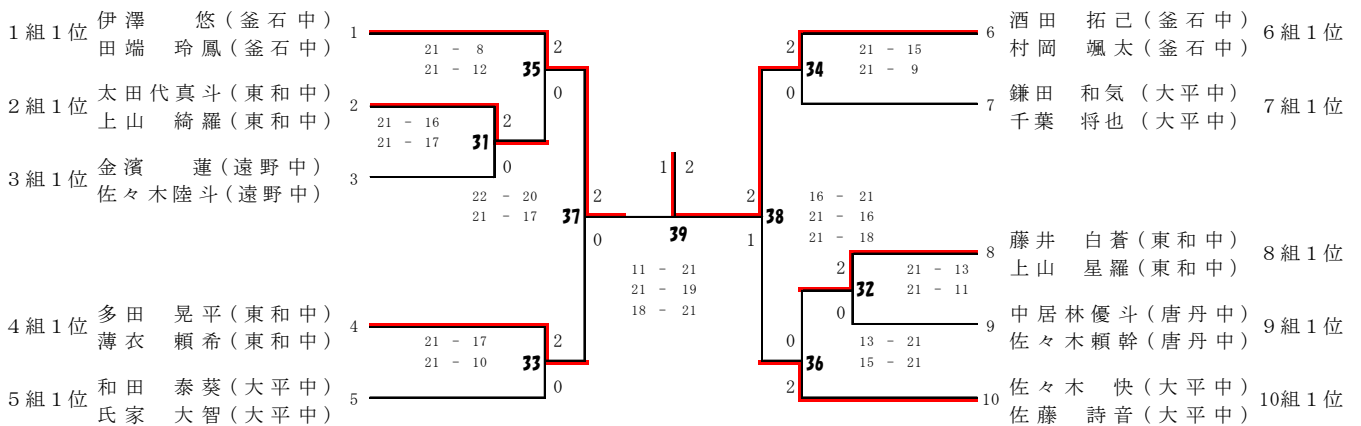 1組1位 伊澤 悠(釜石中) 1
田端 玲鳳(釜石中)
21 - 8
21 - 12
35
2
0
2組1位 太田代真斗(東和中) 2
上山 綺羅(東和中)
21 - 16
21 - 17
31
2
0
3組1位 金濱 蓮(遠野中) 3
佐々木陸斗(遠野中)
22 - 20
21 - 17
37
2
0
4組1位 多田 晃平(東和中) 4
薄衣 頼希(東和中)
21 - 17
21 - 10
33
2
0
5組1位 和田 泰葵(大平中) 5
氏家 大智(大平中)
1 2
39
11 - 21
21 - 19
18 - 21
6 酒田 拓己(釜石中) 6組1位
村岡 颯太(釜石中)
21 - 15
21 - 9
34
2
0
7 鎌田 和気(大平中) 7組1位
千葉 将也(大平中)
16 - 21
21 - 16
21 - 18
38
2
1
8 藤井 白蒼(東和中) 8組1位
上山 星羅(東和中)
21 - 13
21 - 11
32
2
0
9 中居林優斗(唐丹中) 9組1位
佐々木頼幹(唐丹中)
13 - 21
15 - 21
36
0
2
10 佐々木 快(大平中) 10組1位
佐藤 詩音(大平中)